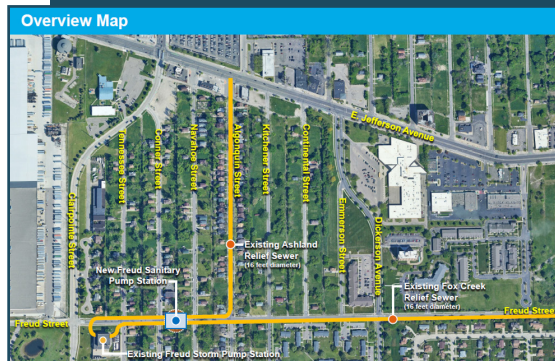 Overview Map
E Jefferson Avenue
Clairpointe Street
Tennessee Street
Conner Street
Navahoe Street
Algonquin Street
Kitchener Street
Continental Street
Emmerson Street
Dickerson Avenue
Existing Ashland
Relief Sewer
(16 feet diameter)
New Freud Sanitary
Pump Station
Existing Fox Creek
Relief Sewer
(16 feet diameter)
Freud Street
Freud Street
Existing Freud Storm Pump Station